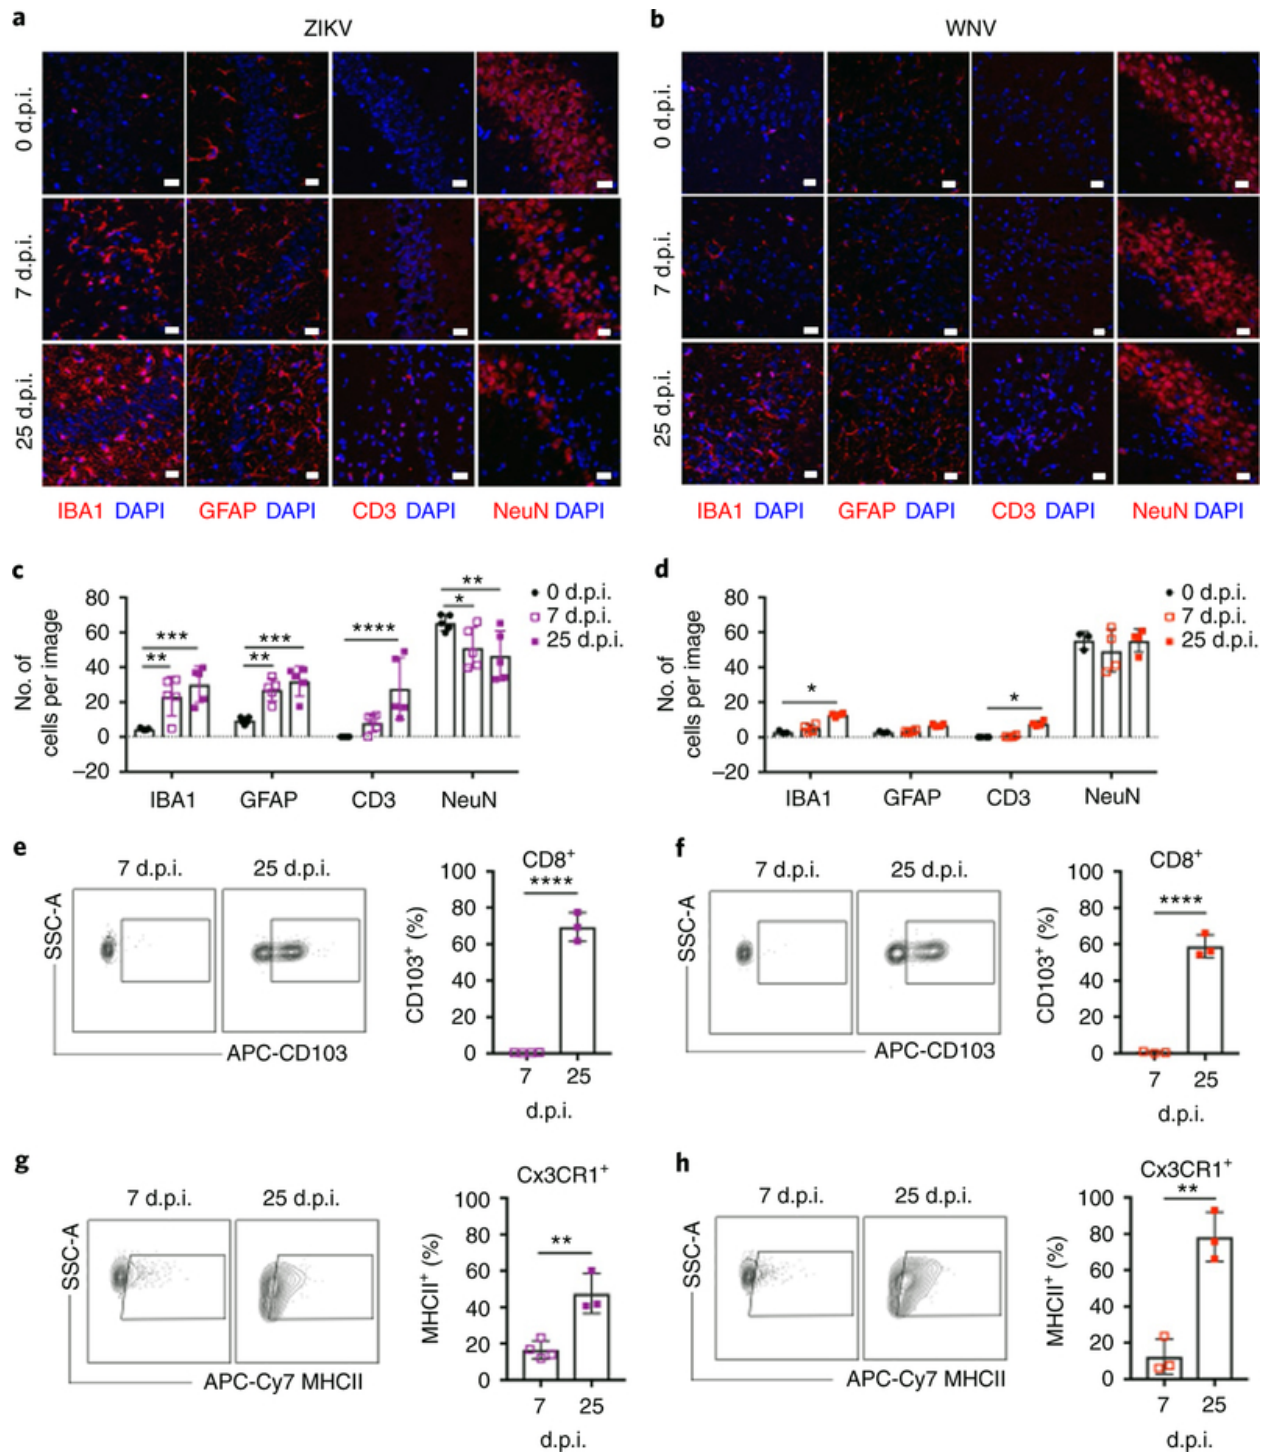 a
ZIKV
0 d.p.i.
7 d.p.i.
25 d.p.i.
IBA1 DAPI
GFAP DAPI
CD3 DAPI
NeuN DAPI
b
WNV
0 d.p.i.
7 d.p.i.
25 d.p.i.
IBA1 DAPI
GFAP DAPI
CD3 DAPI
NeuN DAPI
c
No. of
cells per image
80
60
40
20
0
–20
***
**
***
**
****
**
*
IBA1
GFAP
CD3
NeuN
0 d.p.i.
7 d.p.i.
25 d.p.i.
d
No. of
cells per image
80
60
40
20
0
–20
*
*
IBA1
GFAP
CD3
NeuN
0 d.p.i.
7 d.p.i.
25 d.p.i.
e
7 d.p.i.
25 d.p.i.
SSC-A
APC-CD103
CD8+
****
CD103+ (%)
100
80
60
40
20
0
7
25
d.p.i.
f
7 d.p.i.
25 d.p.i.
SSC-A
APC-CD103
CD8+
****
CD103+ (%)
100
80
60
40
20
0
7
25
d.p.i.
g
7 d.p.i.
25 d.p.i.
SSC-A
APC-Cy7 MHCII
Cx3CR1+
**
MHCII+ (%)
100
80
60
40
20
0
7
25
d.p.i.
h
7 d.p.i.
25 d.p.i.
SSC-A
APC-Cy7 MHCII
Cx3CR1+
**
MHCII+ (%)
100
80
60
40
20
0
7
25
d.p.i.